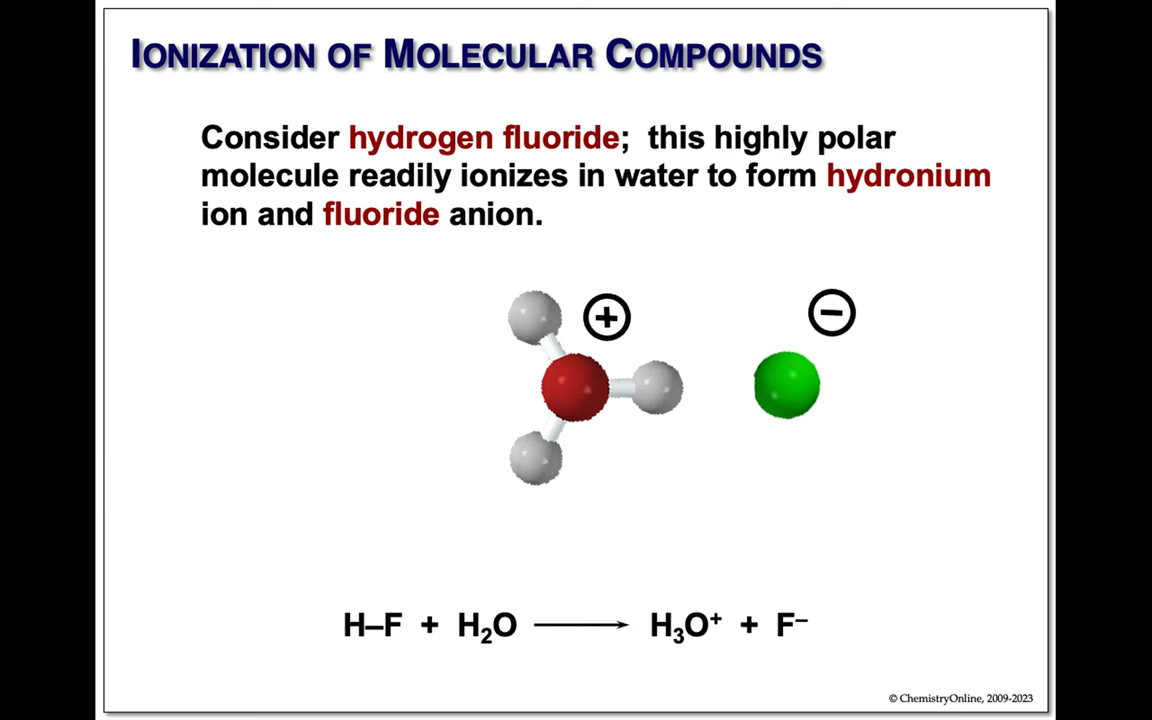 IONIZATION OF MOLECULAR COMPOUNDS
Consider hydrogen fluoride; this highly polar
molecule readily ionizes in water to form hydronium
ion and fluoride anion.
+ −
H–F + H₂O ⟶ H₃O⁺ + F⁻
© ChemistryOnline, 2009-2023